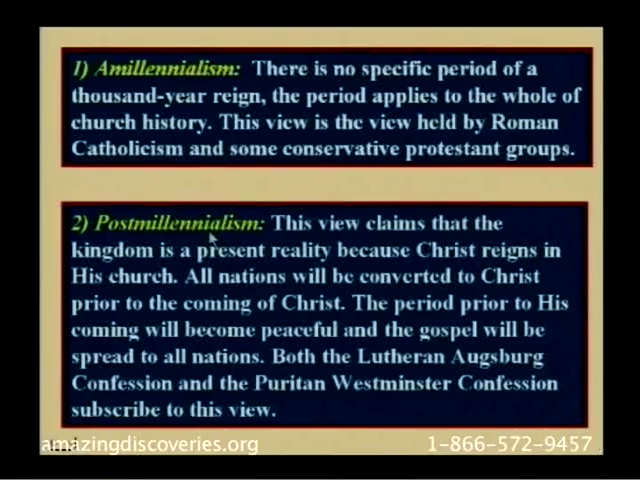 1) Amillennialism: There is no specific period of a
thousand-year reign, the period applies to the whole of
church history. This view is the view held by Roman
Catholicism and some conservative protestant groups.
2) Postmillennialism: This view claims that the
kingdom is a present reality because Christ reigns in
His church. All nations will be converted to Christ
prior to the coming of Christ. The period prior to His
coming will become peaceful and the gospel will be
spread to all nations. Both the Lutheran Augsburg
Confession and the Puritan Westminster Confession
subscribe to this view.
amazingdiscoveries.org 1-866-572-9457